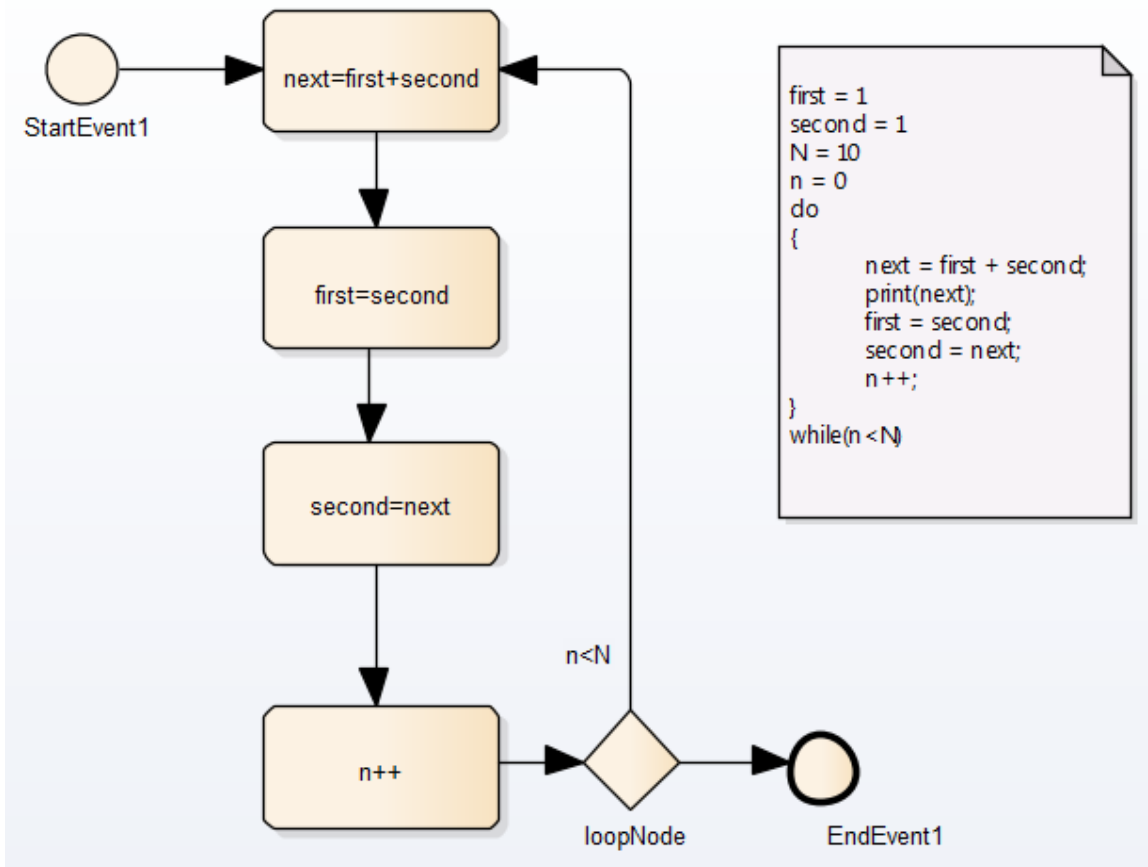 StartEvent1
next=first+second
first=second
second=next
n++
n<N
loopNode
EndEvent1
first = 1
second = 1
N = 10
n = 0
do
{
next = first + second;
print(next);
first = second;
second = next;
n++;
}
while(n<N)